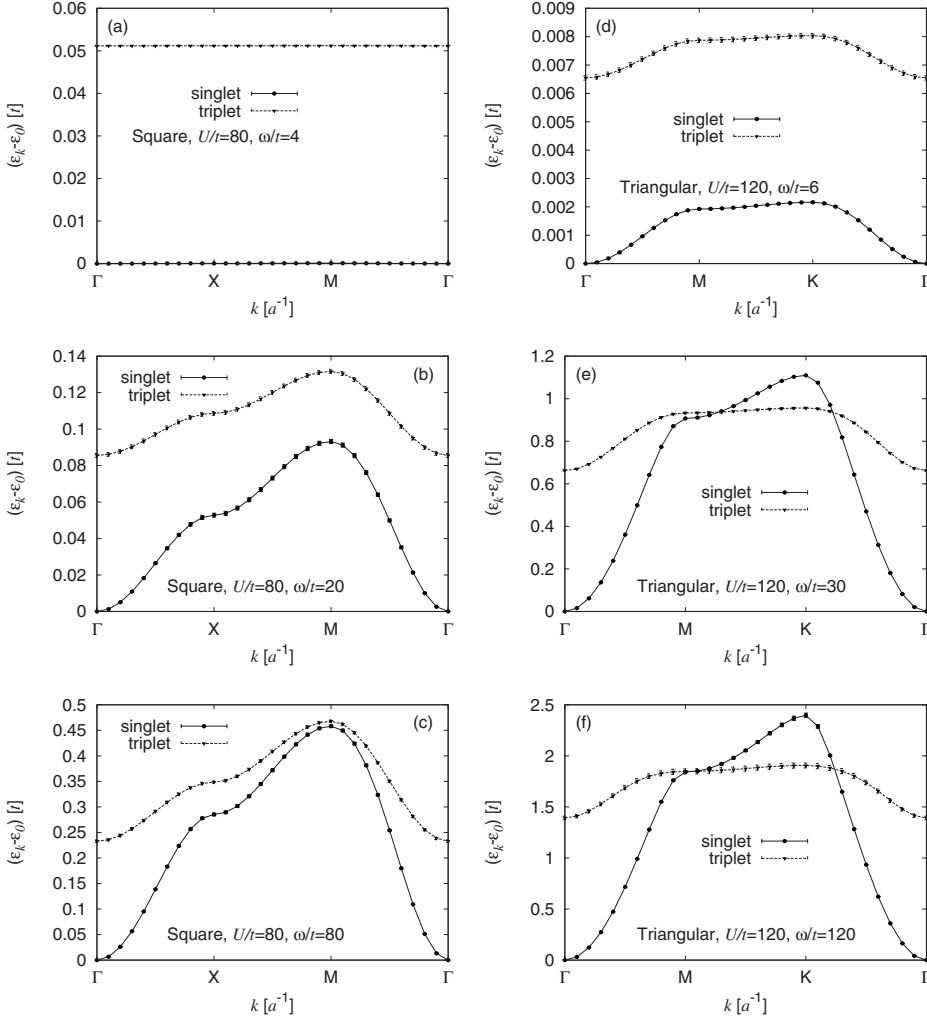 (a)
(ε_k-ε_0) [t]
0.06
0.05
0.04
0.03
0.02
0.01
0
singlet
triplet
Square, U/t=80, ω/t=4
Γ X M Γ
k [a^-1]
(d)
(ε_k-ε_0) [t]
0.009
0.008
0.007
0.006
0.005
0.004
0.003
0.002
0.001
0
singlet
triplet
Triangular, U/t=120, ω/t=6
Γ M K Γ
k [a^-1]
(b)
(ε_k-ε_0) [t]
0.14
0.12
0.1
0.08
0.06
0.04
0.02
0
singlet
triplet
Square, U/t=80, ω/t=20
Γ X M Γ
k [a^-1]
(e)
(ε_k-ε_0) [t]
1.2
1
0.8
0.6
0.4
0.2
0
singlet
triplet
Triangular, U/t=120, ω/t=30
Γ M K Γ
k [a^-1]
(c)
(ε_k-ε_0) [t]
0.5
0.45
0.4
0.35
0.3
0.25
0.2
0.15
0.1
0.05
0
singlet
triplet
Square, U/t=80, ω/t=80
Γ X M Γ
k [a^-1]
(f)
(ε_k-ε_0) [t]
2.5
2
1.5
1
0.5
0
singlet
triplet
Triangular, U/t=120, ω/t=120
Γ M K Γ
k [a^-1]